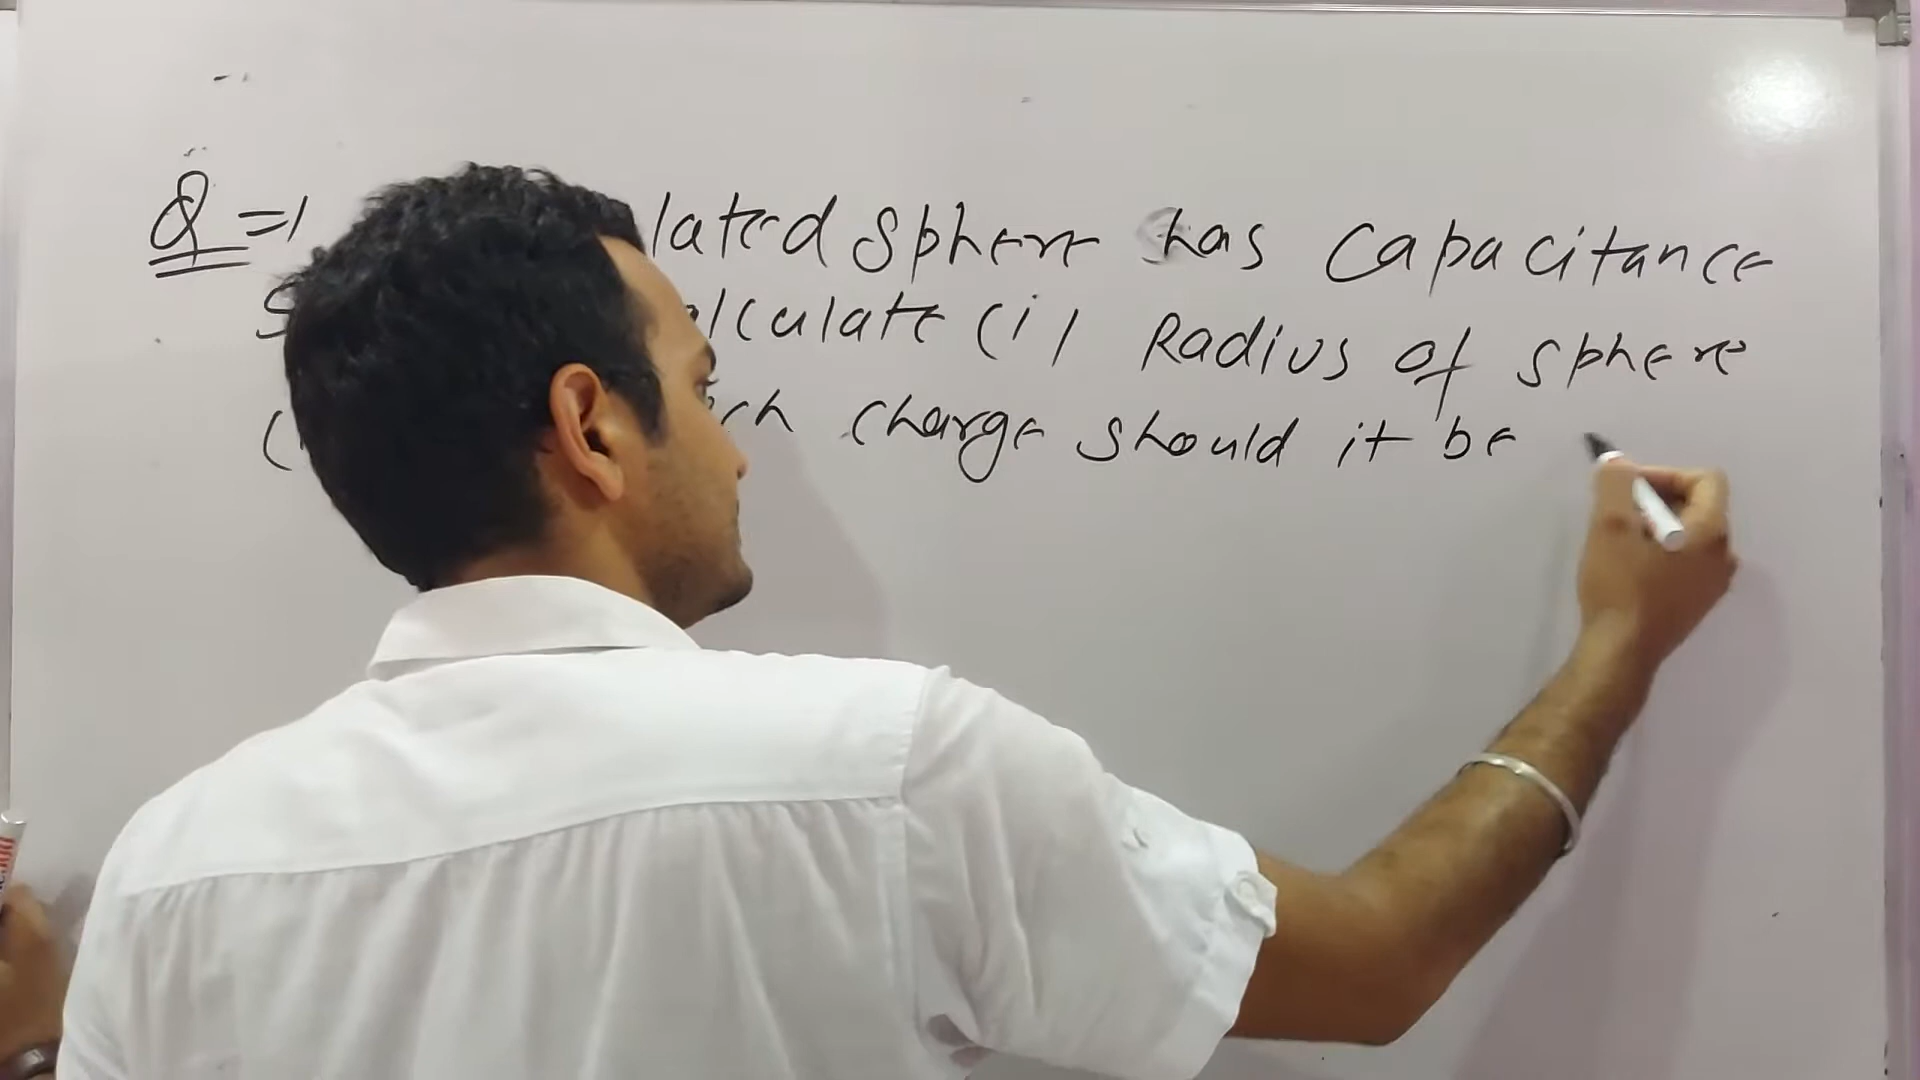 Q=1 lated sphere has capacitance
lculate (i) Radius of sphere
ch charge should it be